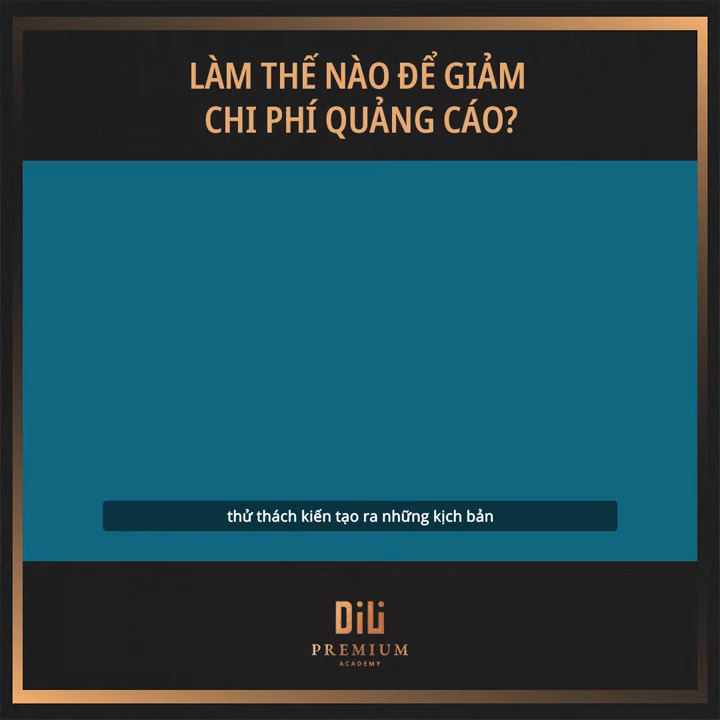 LÀM THẾ NÀO ĐỂ GIẢM
CHI PHÍ QUẢNG CÁO?
thử thách kiến tạo ra những kịch bản
DiLi
PREMIUM
ACADEMY